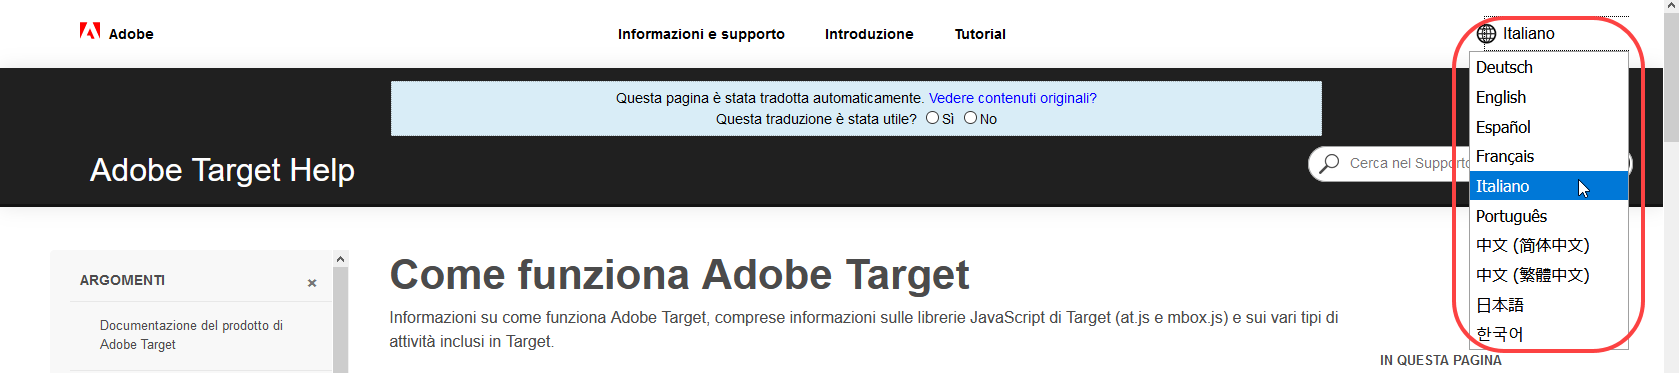 Adobe
Informazioni e supporto
Introduzione
Tutorial
Italiano
Deutsch
English
Español
Français
Italiano
Português
中文 (简体中文)
中文 (繁體中文)
日本語
한국어
Questa pagina è stata tradotta automaticamente. Vedere contenuti originali?
Questa traduzione è stata utile? Sì No
Adobe Target Help
Cerca nel Supporto
ARGOMENTI ×
Documentazione del prodotto di
Adobe Target
Come funziona Adobe Target
Informazioni su come funziona Adobe Target, comprese informazioni sulle librerie JavaScript di Target (at.js e mbox.js) e sui vari tipi di
attività inclusi in Target.
IN QUESTA PAGINA